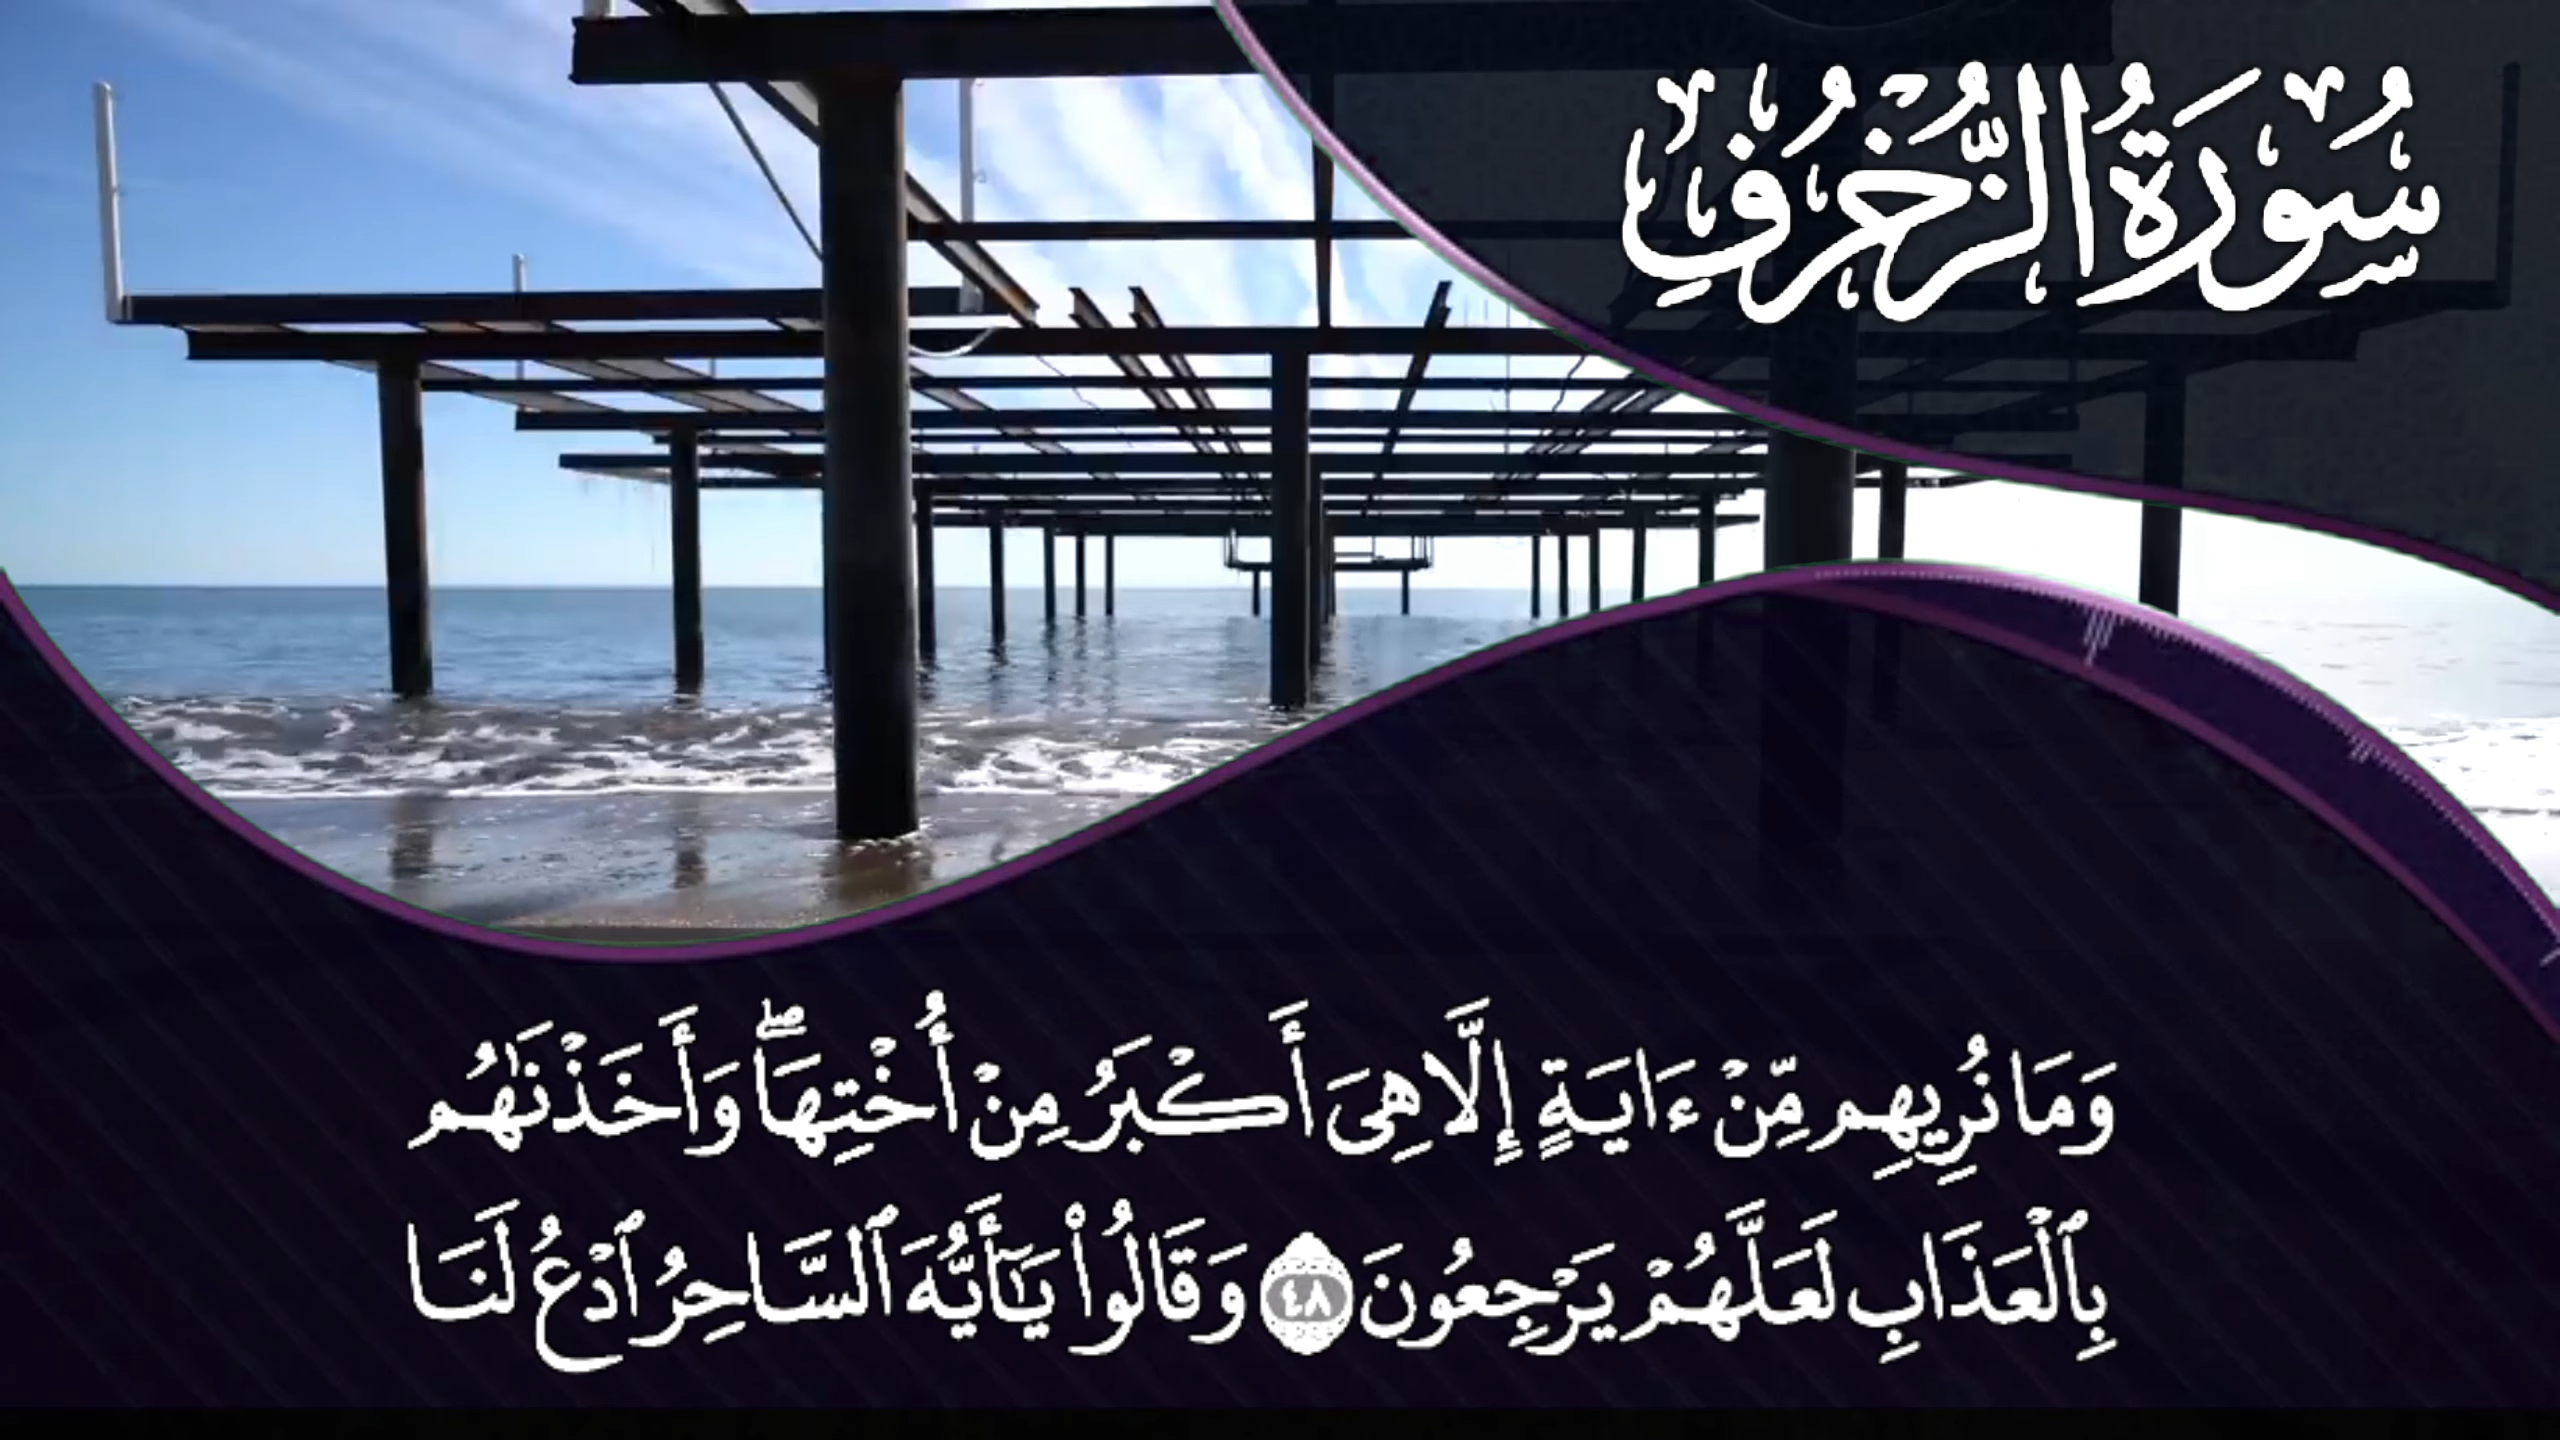 سُورَةُ الزُّخْرُفِ
وَمَا نُرِيهِم مِّنْ ءَايَةٍ إِلَّا هِىَ أَكْبَرُ مِنْ أُخْتِهَا ۖ وَأَخَذْنَٰهُم
بِٱلْعَذَابِ لَعَلَّهُمْ يَرْجِعُونَ ٤٨ وَقَالُوا۟ يَٰٓأَيُّهَ ٱلسَّاحِرُ ٱدْعُ لَنَا